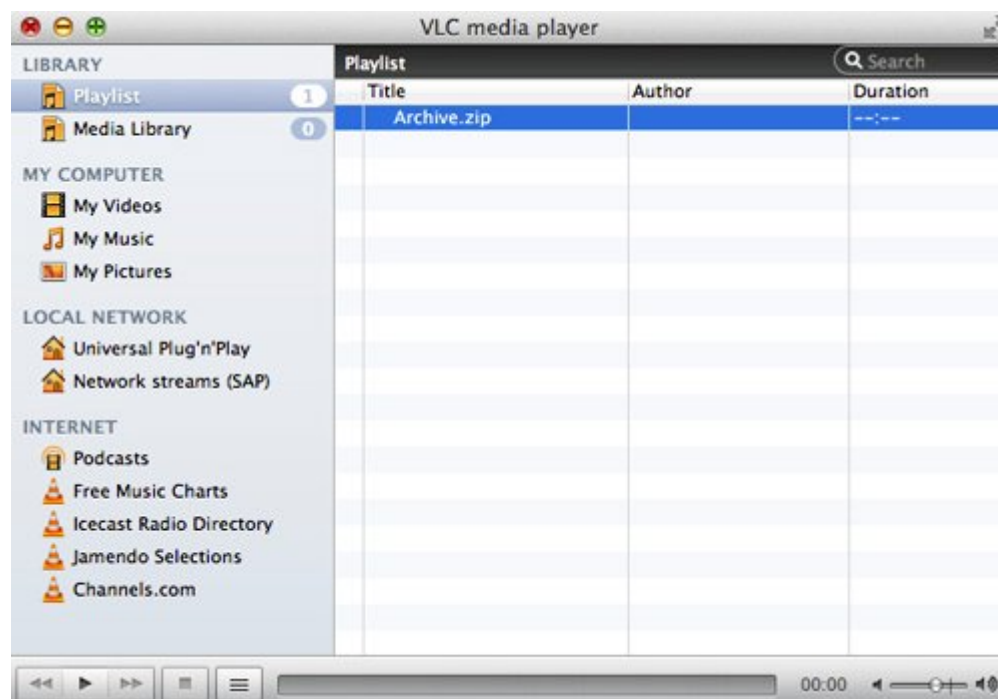 VLC media player
LIBRARY
Playlist 1
Media Library 0
MY COMPUTER
My Videos
My Music
My Pictures
LOCAL NETWORK
Universal Plug'n'Play
Network streams (SAP)
INTERNET
Podcasts
Free Music Charts
Icecast Radio Directory
Jamendo Selections
Channels.com
Playlist
Search
Title Author Duration
Archive.zip --:--
00:00